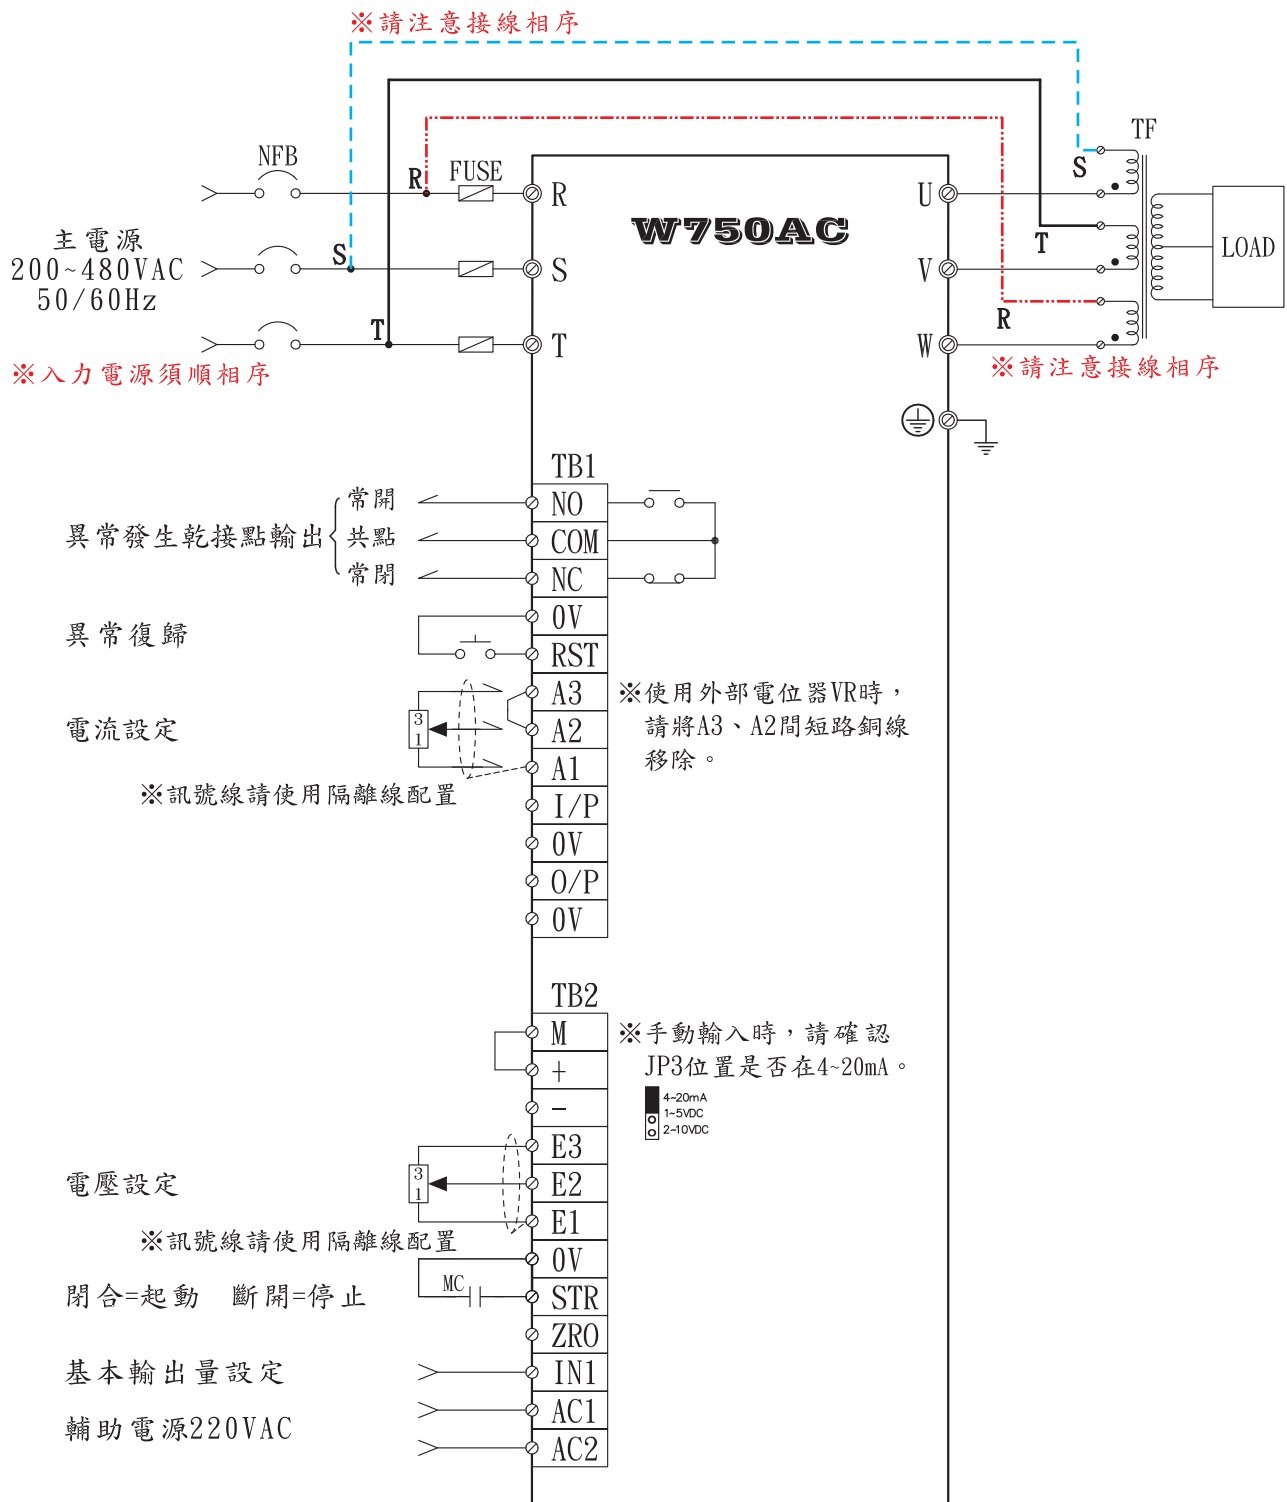 ※請注意接線相序
TF
NFB
FUSE
R
S
R
U
W750AC
主電源
200~480VAC
50/60Hz
S
S
V
T
LOAD
R
T
T
W
※入力電源須順相序
※請注意接線相序
TB1
常開
NO
異常發生乾接點輸出
共點
COM
常閉
NC
0V
異常復歸
RST
A3
※使用外部電位器VR時，
請將A3、A2間短路銅線
移除。
電流設定
3
1
A2
A1
※訊號線請使用隔離線配置
I/P
0V
O/P
0V
TB2
M
※手動輸入時，請確認
JP3位置是否在4~20mA。
+
4~20mA
1~5VDC
2~10VDC
−
E3
電壓設定
3
1
E2
E1
※訊號線請使用隔離線配置
0V
閉合=起動 斷開=停止
MC
STR
ZRO
基本輸出量設定
IN1
輔助電源220VAC
AC1
AC2